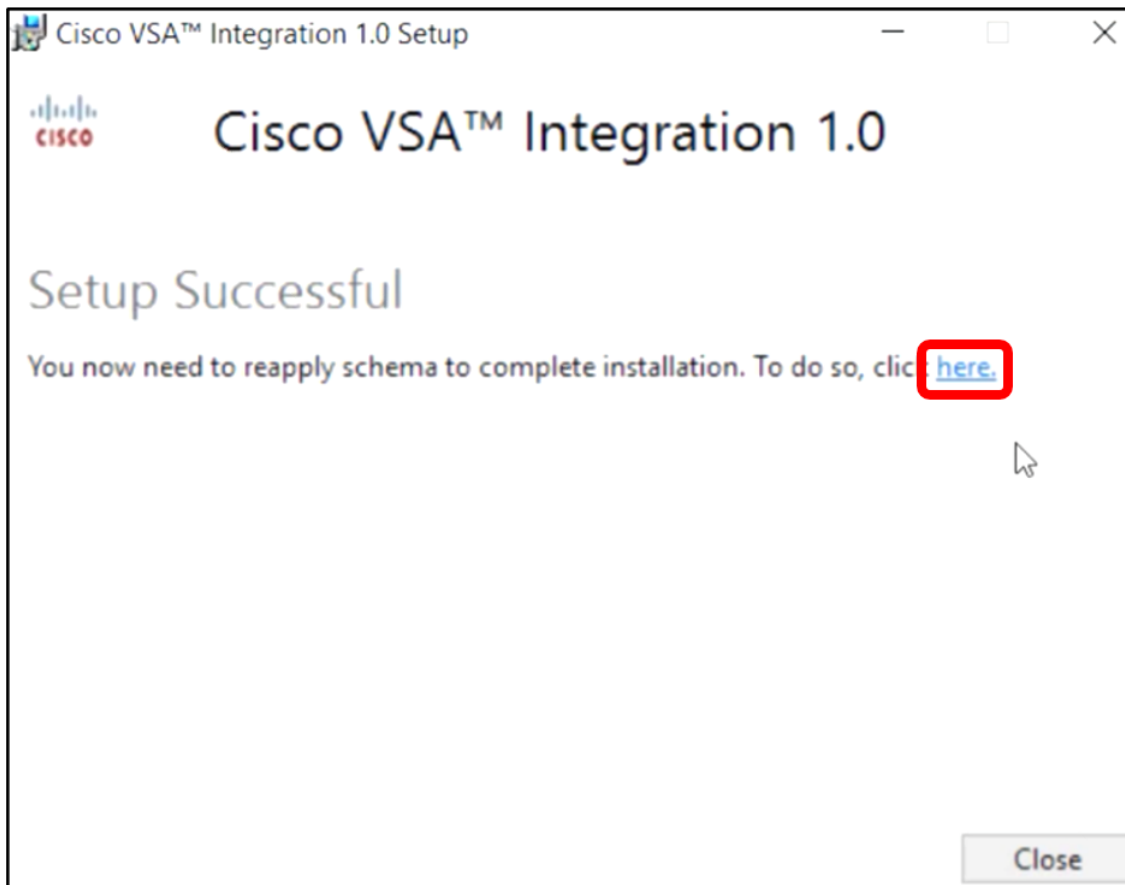 Cisco VSA™ Integration 1.0 Setup
CISCO
Cisco VSA™ Integration 1.0
Setup Successful
You now need to reapply schema to complete installation. To do so, clic here.
Close